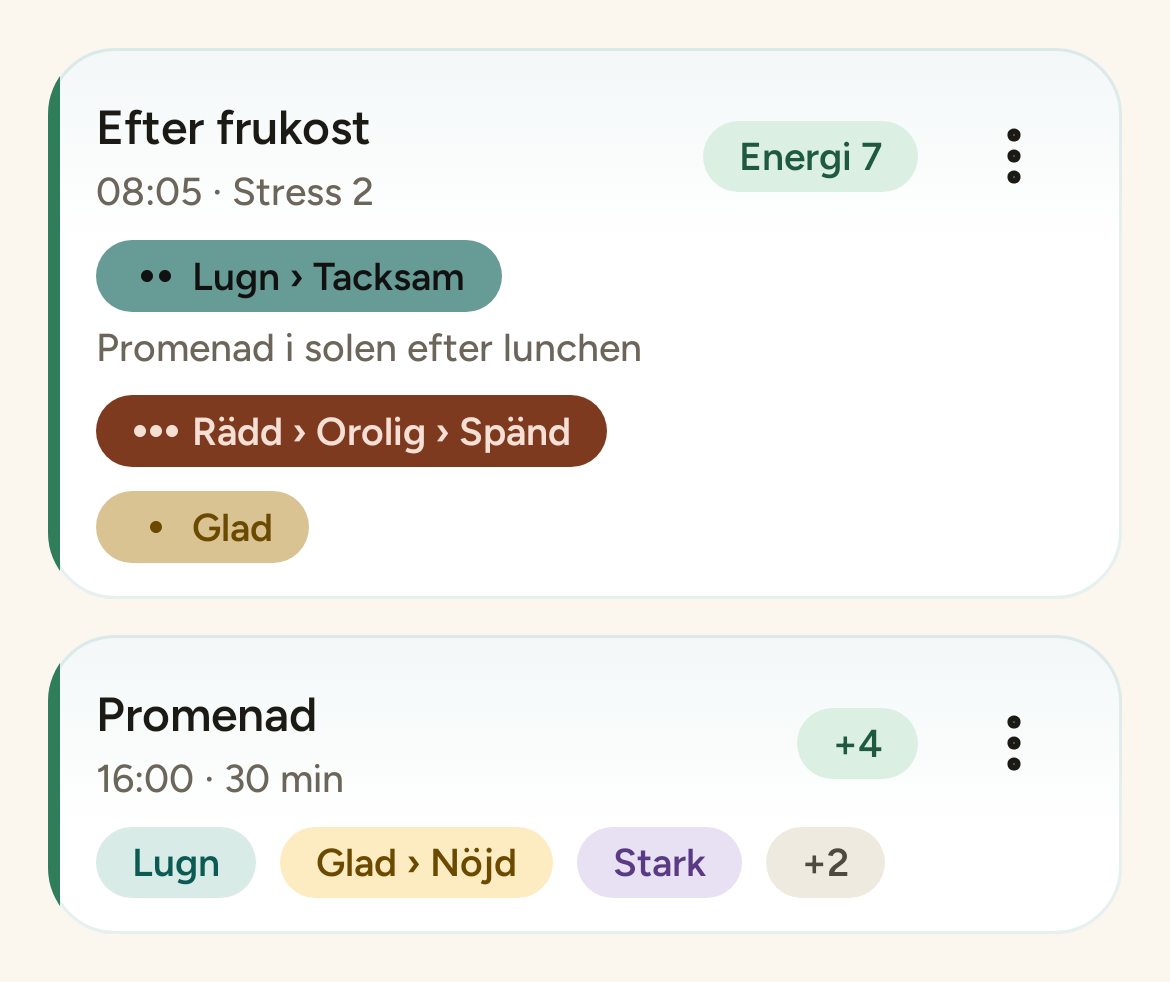 Efter frukost
Energi 7
08:05 · Stress 2
•• Lugn › Tacksam
Promenad i solen efter lunchen
••• Rädd › Orolig › Spänd
• Glad
Promenad
+4
16:00 · 30 min
Lugn
Glad › Nöjd
Stark
+2